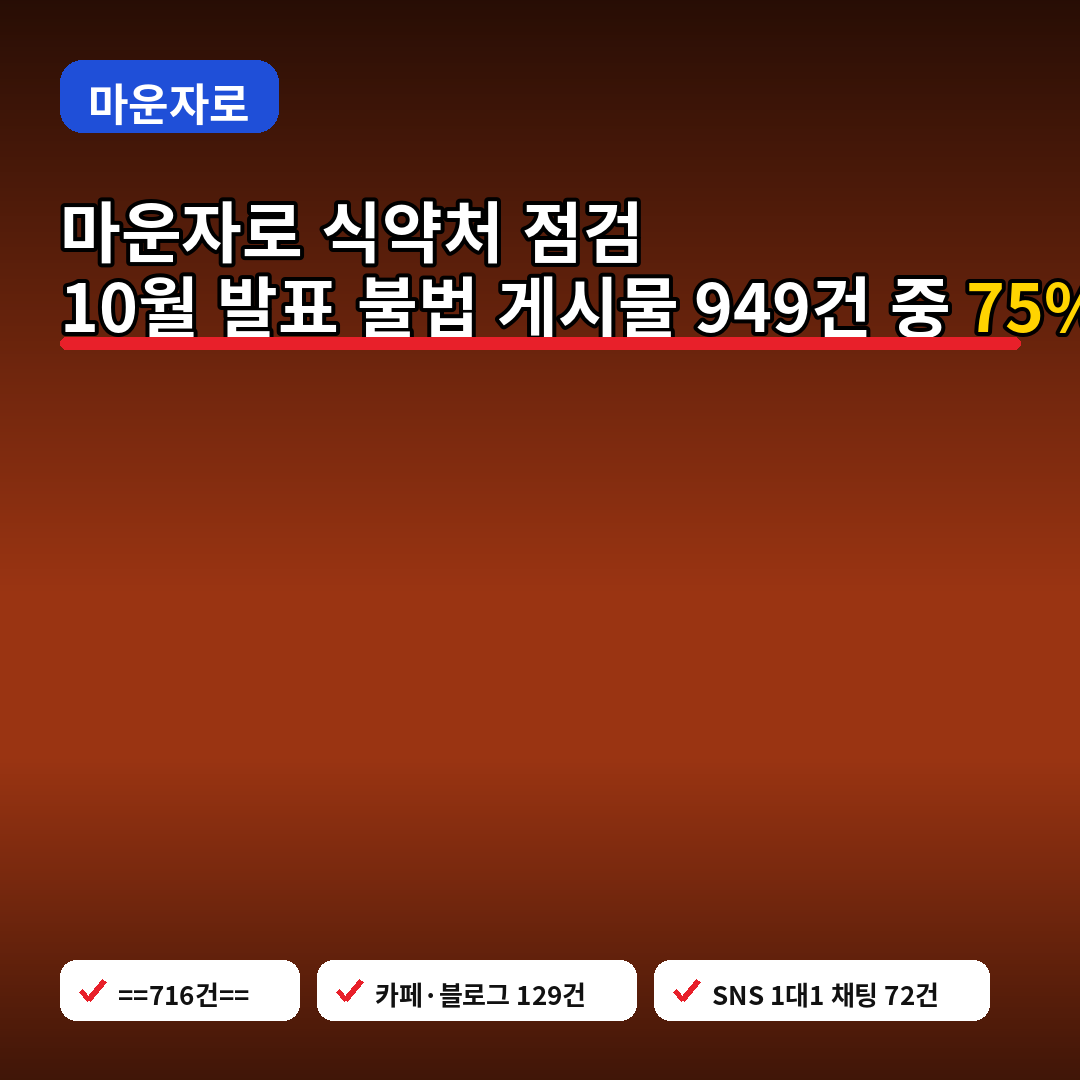 마운자로
마운자로 식약처 점검
10월 발표 불법 게시물 949건 중 75%
==716건==
카페·블로그 129건
SNS 1대1 채팅 72건